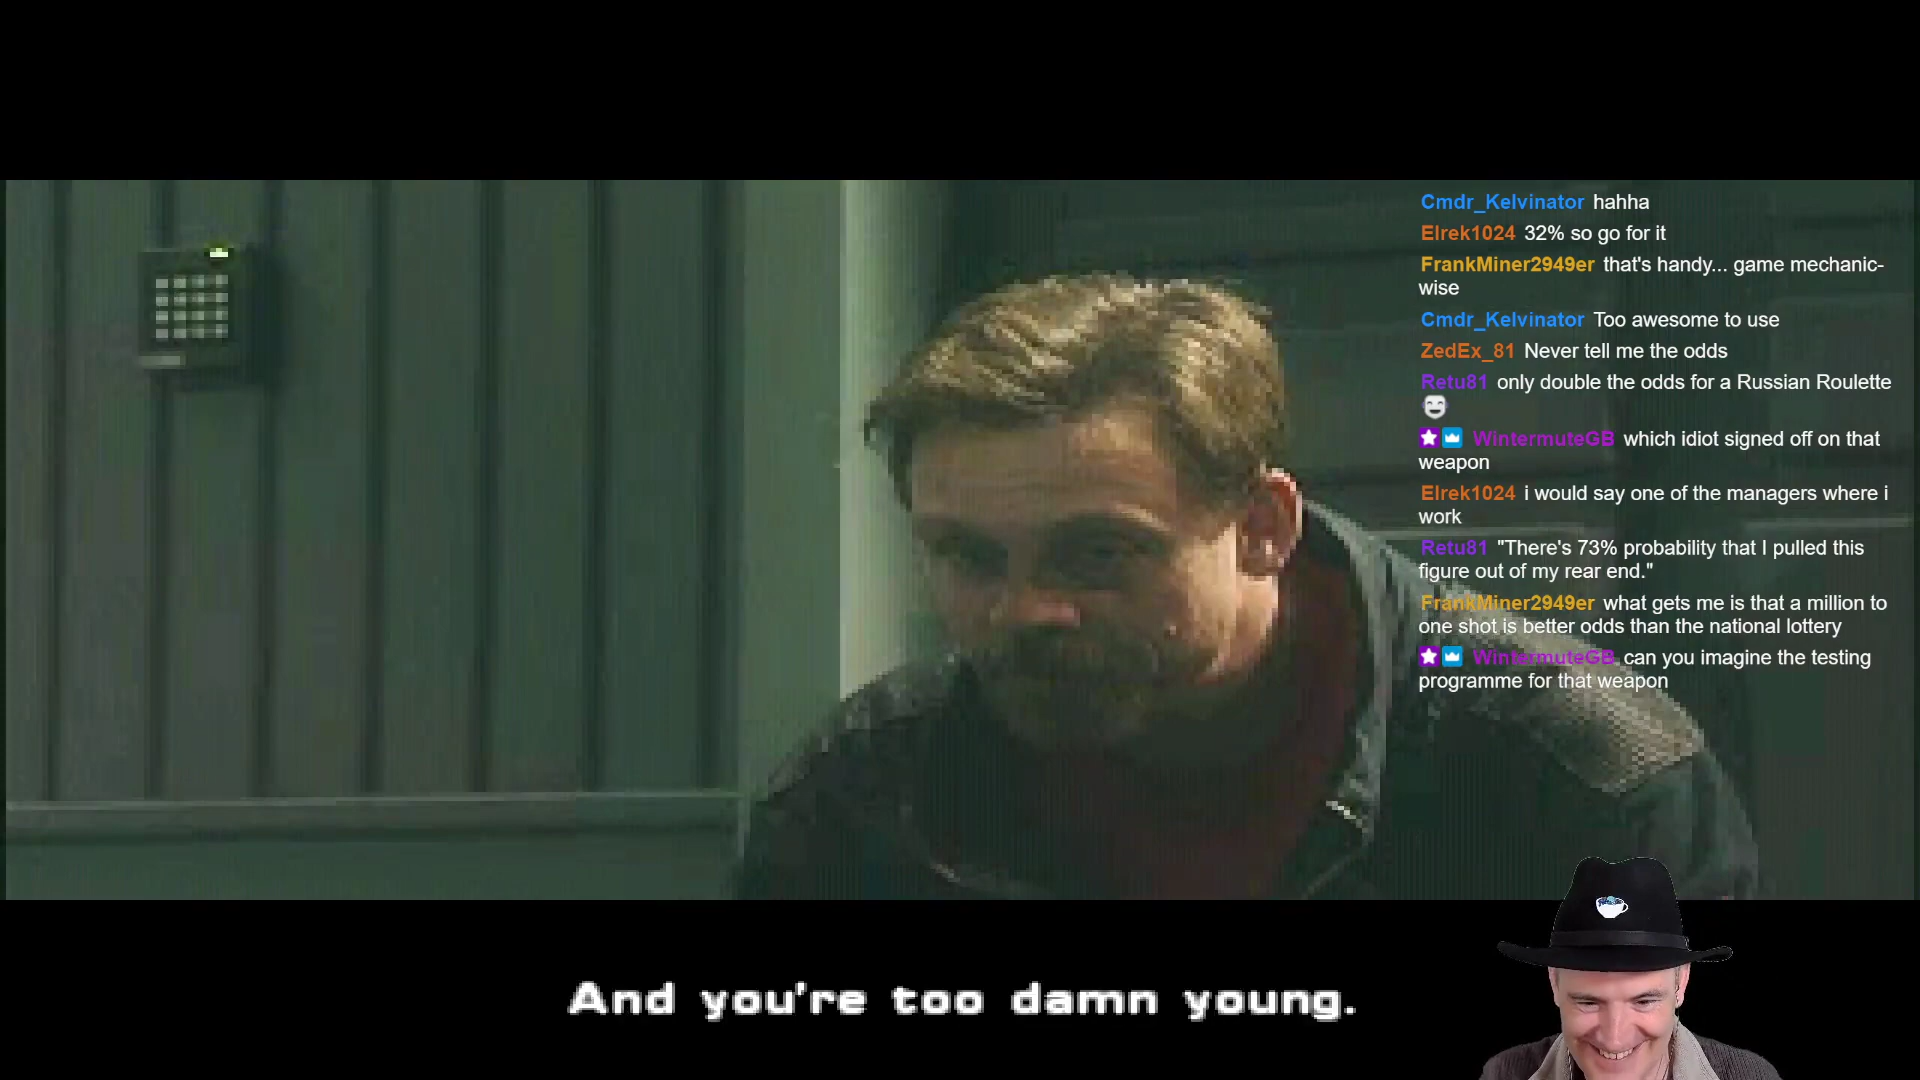 Cmdr_Kelvinator hahha
Elrek1024 32% so go for it
FrankMiner2949er that's handy... game mechanic-
wise
Cmdr_Kelvinator Too awesome to use
ZedEx_81 Never tell me the odds
Retu81 only double the odds for a Russian Roulette
WintermuteGB which idiot signed off on that
weapon
Elrek1024 i would say one of the managers where i
work
Retu81 "There's 73% probability that I pulled this
figure out of my rear end."
FrankMiner2949er what gets me is that a million to
one shot is better odds than the national lottery
WintermuteGB can you imagine the testing
programme for that weapon
And you're too damn young.